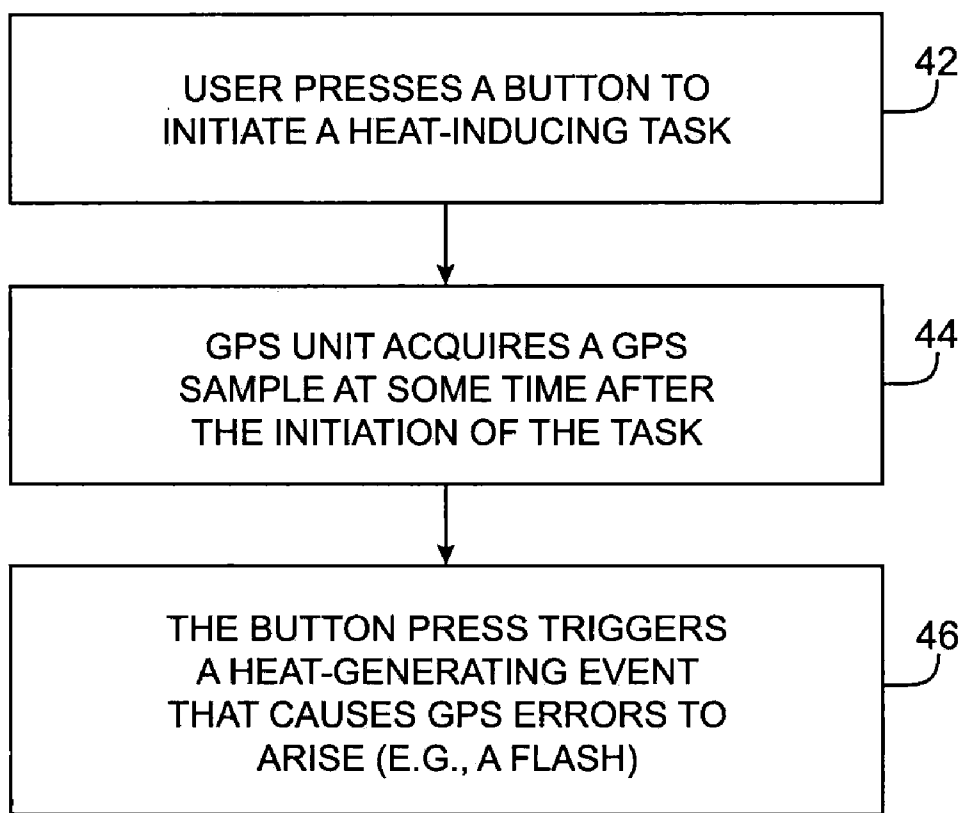 USER PRESSES A BUTTON TO
INITIATE A HEAT-INDUCING TASK
42
GPS UNIT ACQUIRES A GPS
SAMPLE AT SOME TIME AFTER
THE INITIATION OF THE TASK
44
THE BUTTON PRESS TRIGGERS
A HEAT-GENERATING EVENT
THAT CAUSES GPS ERRORS TO
ARISE (E.G., A FLASH)
46